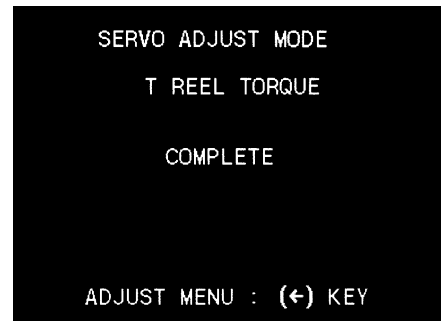 SERVO ADJUST MODE
T REEL TORQUE
COMPLETE
ADJUST MENU : (←) KEY